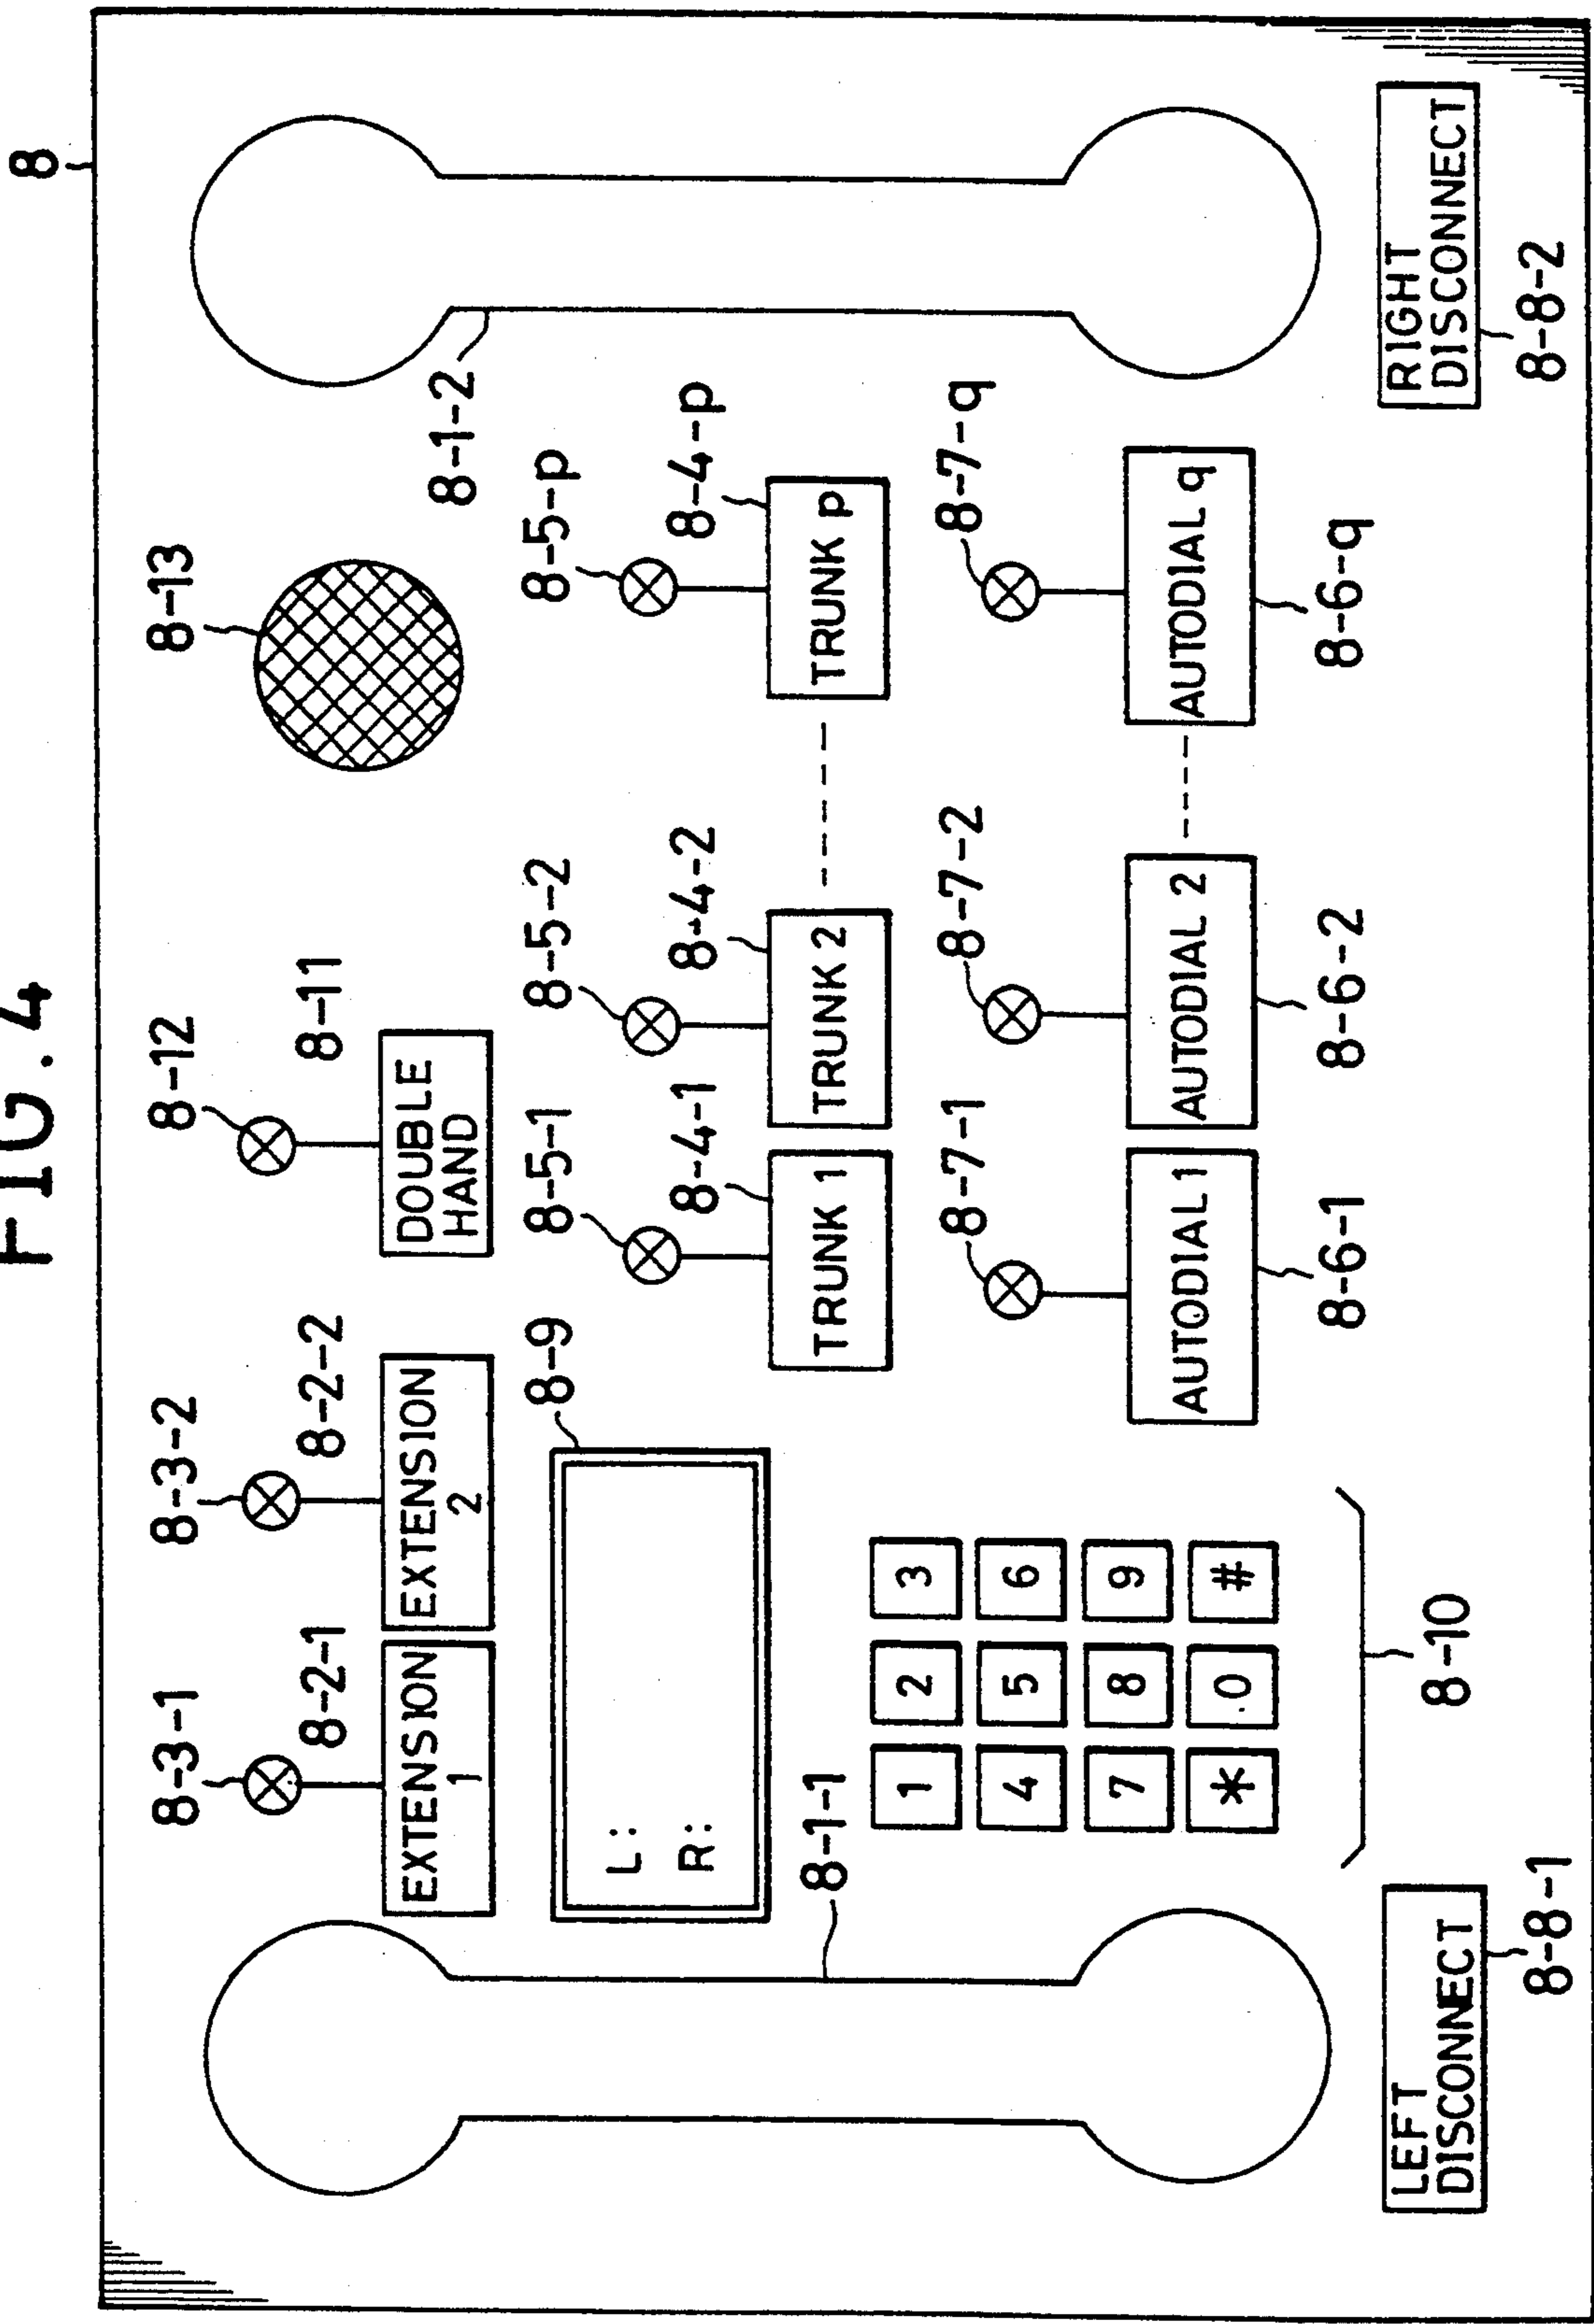 FIG. 4
8
8-3-1
8-3-2
8-12
8-13
8-2-1
8-2-2
8-11
EXTENSION
1
EXTENSION
2
DOUBLE
HAND
8-1-2
8-9
8-5-1
8-5-2
8-5-p
L:
R:
8-4-1
8-4-2
8-4-p
TRUNK 1
TRUNK 2
TRUNK p
8-1-1
1 2 3
4 5 6
7 8 9
* 0 #
8-7-1
8-7-2
8-7-q
AUTODIAL 1
AUTODIAL 2
AUTODIAL q
8-6-1
8-6-2
8-6-q
8-10
LEFT
DISCONNECT
RIGHT
DISCONNECT
8-8-1
8-8-2